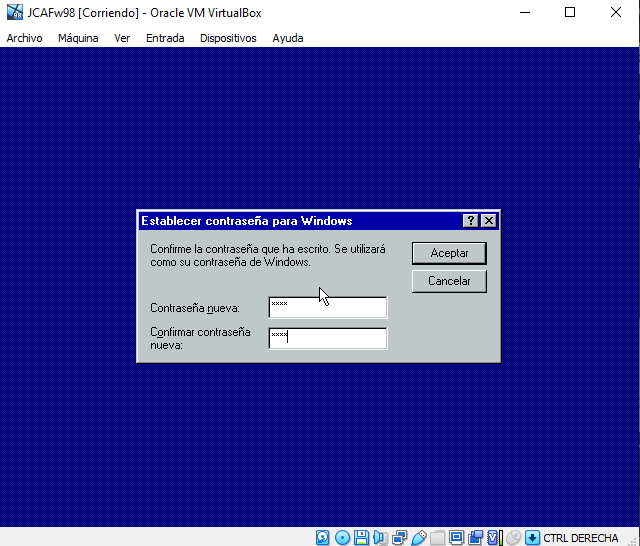 JCAFw98 [Corriendo] - Oracle VM VirtualBox
Archivo Máquina Ver Entrada Dispositivos Ayuda
Establecer contraseña para Windows
Confirme la contraseña que ha escrito. Se utilizará
como su contraseña de Windows.
Aceptar
Cancelar
Contraseña nueva: ××××
Confirmar contraseña
nueva: ××××
CTRL DERECHA